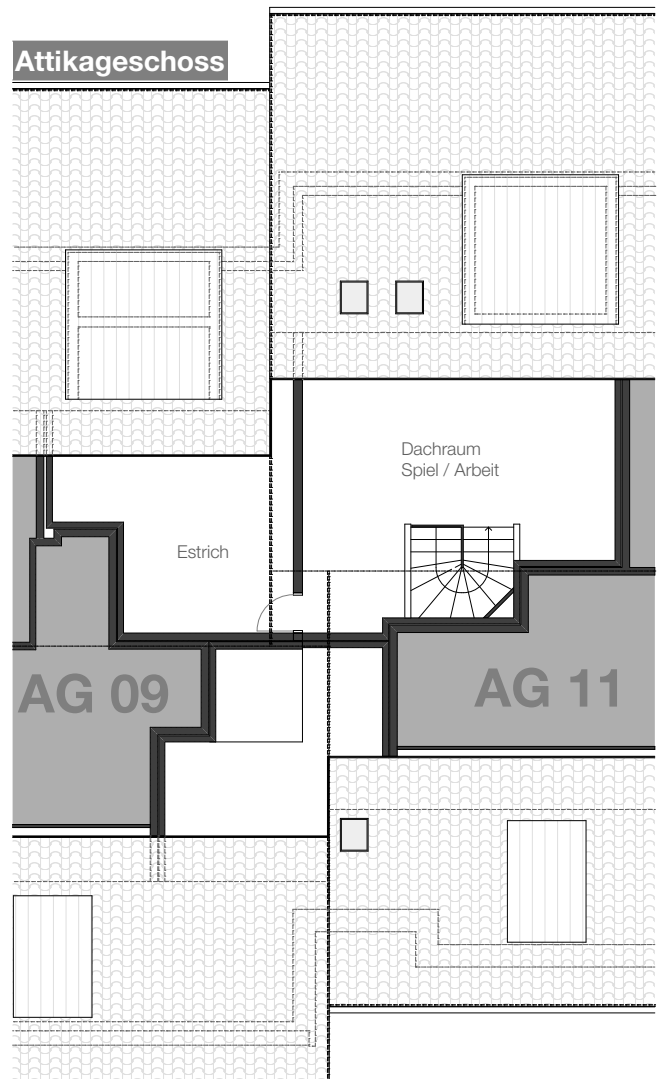 Attikageschoss
Dachraum
Spiel / Arbeit
Estrich
AG 09
AG 11